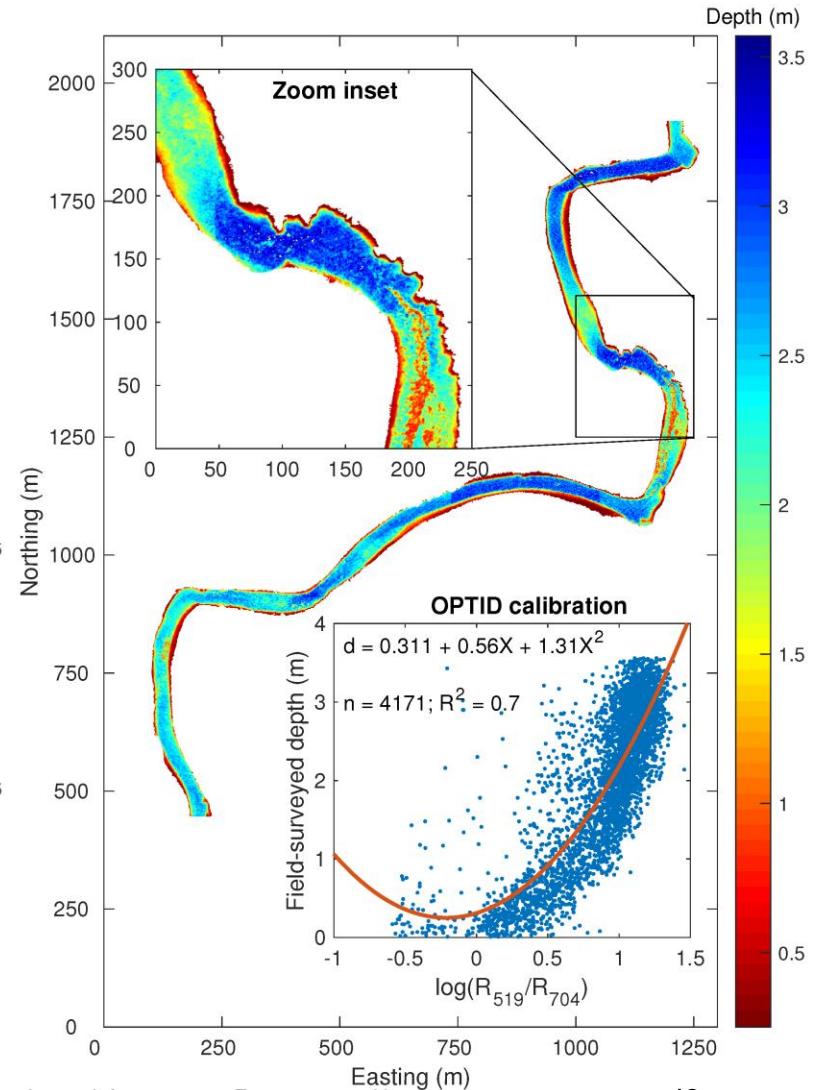 Depth (m)
3.5
3
2.5
2
1.5
1
0.5
2000
1750
1500
1250
1000
750
500
250
0
Northing (m)
0 250 500 750 1000 1250
Easting (m)
Zoom inset
300
250
200
150
100
50
0
0 50 100 150 200 250
OPTID calibration
d = 0.311 + 0.56X + 1.31X²
n = 4171; R² = 0.7
Field-surveyed depth (m)
4
3
2
1
0
-1 -0.5 0 0.5 1 1.5
log(R₅₁₉/R₇₀₄)